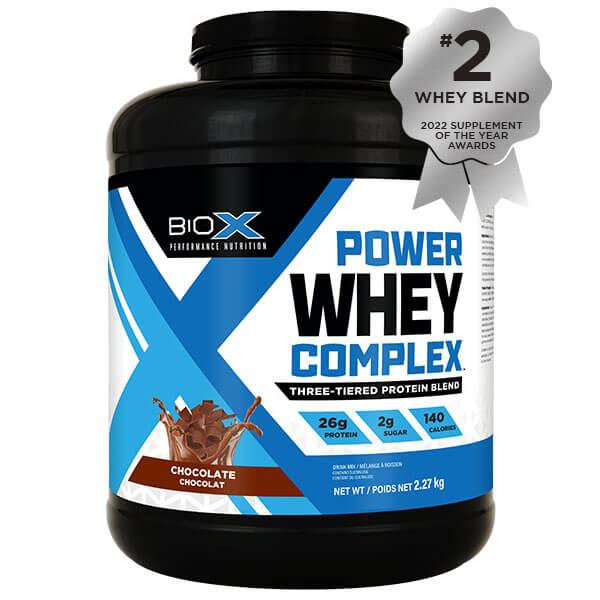 #2
WHEY BLEND
2022 SUPPLEMENT
OF THE YEAR
AWARDS
BIOX
PERFORMANCE NUTRITION
POWER
WHEY
COMPLEX
THREE-TIERED PROTEIN BLEND
26g PROTEIN
2g SUGAR
140 CALORIES
CHOCOLATE
CHOCOLAT
DRINK MIX / MÉLANGE À BOISSON
NET WT / POIDS NET 2.27 kg